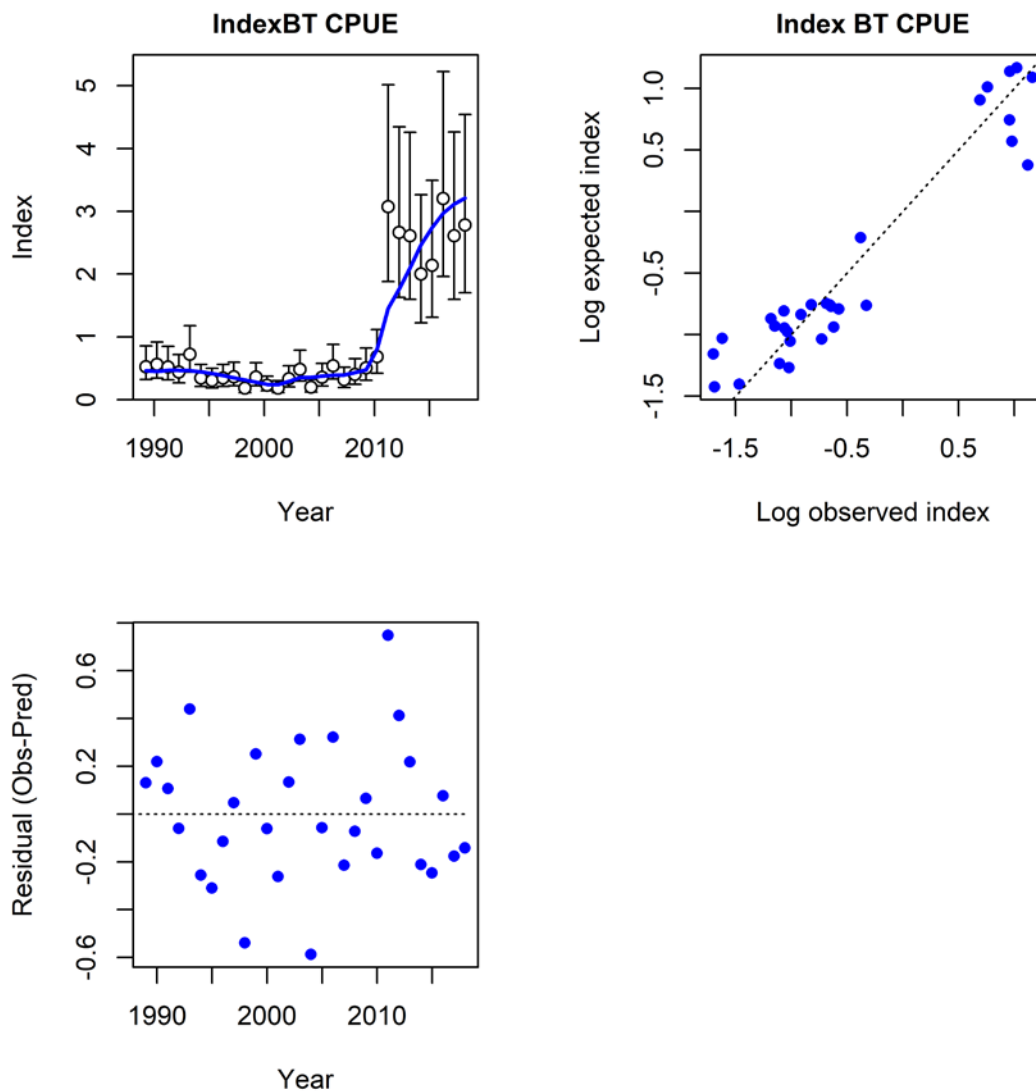 IndexBT CPUE
Index
5
4
3
2
1
0
1990 2000 2010
Year
Index BT CPUE
Log expected index
1.0
0.5
-0.5
-1.5
-1.5 -0.5 0.5
Log observed index
Residual (Obs-Pred)
0.6
0.2
-0.2
-0.6
1990 2000 2010
Year